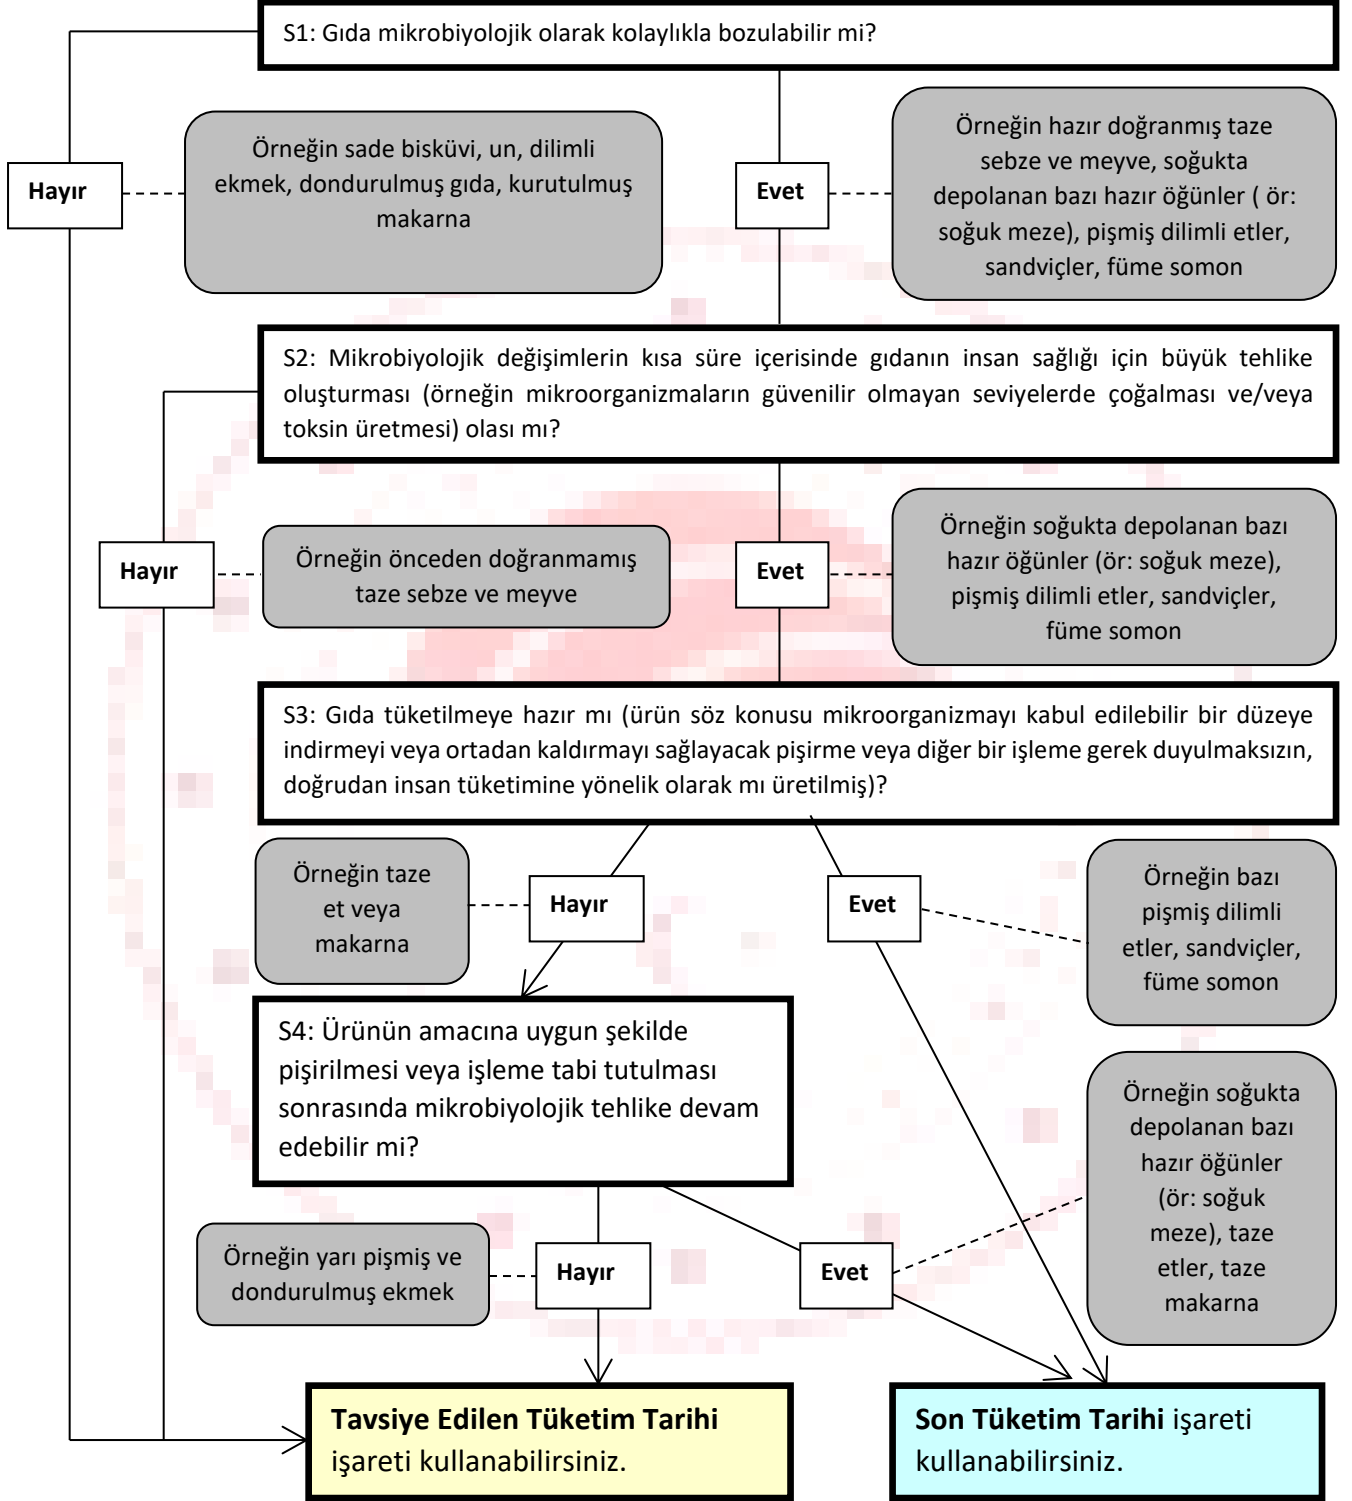 S1: Gıda mikrobiyolojik olarak kolaylıkla bozulabilir mi?
Hayır
Örneğin sade bisküvi, un, dilimli
ekmek, dondurulmuş gıda, kurutulmuş
makarna
Evet
Örneğin hazır doğranmış taze
sebze ve meyve, soğukta
depolanan bazı hazır öğünler ( ör:
soğuk meze), pişmiş dilimli etler,
sandviçler, füme somon
S2: Mikrobiyolojik değişimlerin kısa süre içerisinde gıdanın insan sağlığı için büyük tehlike
oluşturması (örneğin mikroorganizmaların güvenilir olmayan seviyelerde çoğalması ve/veya
toksin üretmesi) olası mı?
Hayır
Örneğin önceden doğranmamış
taze sebze ve meyve
Evet
Örneğin soğukta depolanan bazı
hazır öğünler (ör: soğuk meze),
pişmiş dilimli etler, sandviçler,
füme somon
S3: Gıda tüketilmeye hazır mı (ürün söz konusu mikroorganizmayı kabul edilebilir bir düzeye
indirmeyi veya ortadan kaldırmayı sağlayacak pişirme veya diğer bir işleme gerek duyulmaksızın,
doğrudan insan tüketimine yönelik olarak mı üretilmiş)?
Örneğin taze
et veya
makarna
Hayır
Evet
Örneğin bazı
pişmiş dilimli
etler, sandviçler,
füme somon
S4: Ürünün amacına uygun şekilde
pişirilmesi veya işleme tabi tutulması
sonrasında mikrobiyolojik tehlike devam
edebilir mi?
Örneğin soğukta
depolanan bazı
hazır öğünler
(ör: soğuk
meze), taze
etler, taze
makarna
Örneğin yarı pişmiş ve
dondurulmuş ekmek
Hayır
Evet
Tavsiye Edilen Tüketim Tarihi
işareti kullanabilirsiniz.
Son Tüketim Tarihi işareti
kullanabilirsiniz.